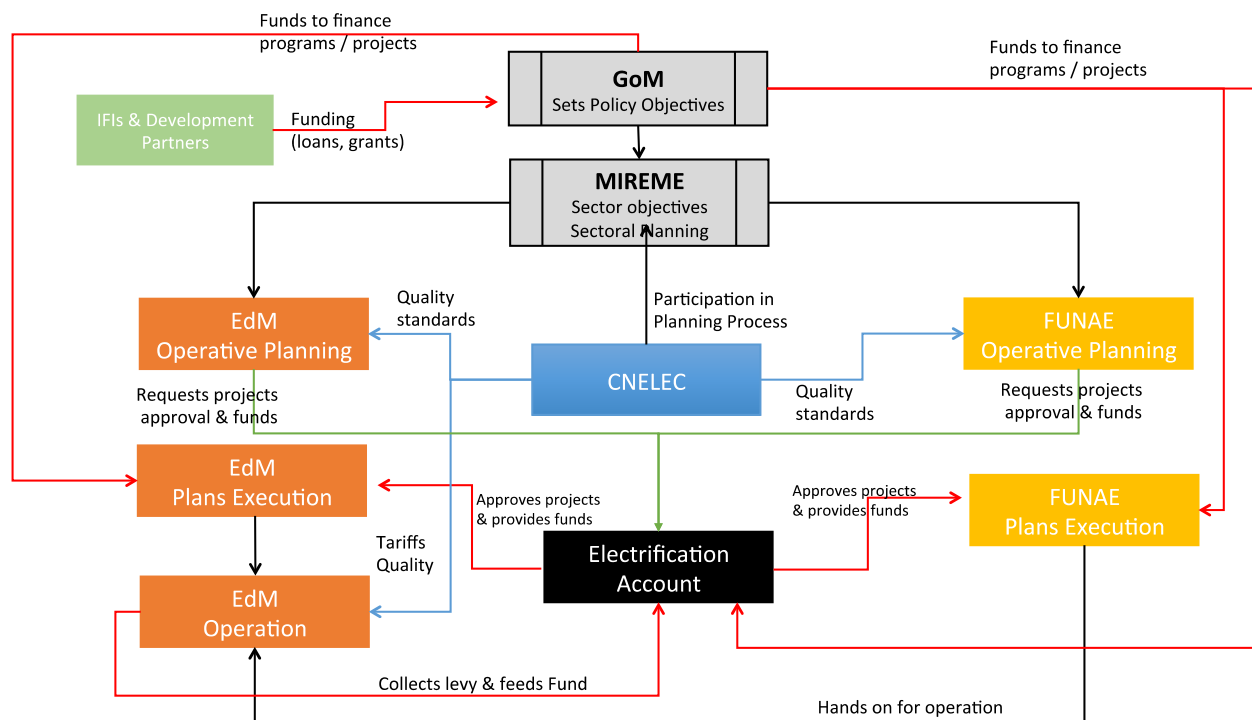 Funds to finance
programs / projects
GoM
Sets Policy Objectives
Funds to finance
programs / projects
IFIs & Development
Partners
Funding
(loans, grants)
MIREME
Sector objectives
Sectoral Planning
Quality
standards
Participation in
Planning Process
EdM
Operative Planning
FUNAE
Operative Planning
CNELEC
Quality
standards
Requests projects
approval & funds
Requests projects
approval & funds
EdM
Plans Execution
Approves projects
& provides funds
Approves projects
& provides funds
FUNAE
Plans Execution
Tariffs
Quality
Electrification
Account
EdM
Operation
Collects levy & feeds Fund
Hands on for operation